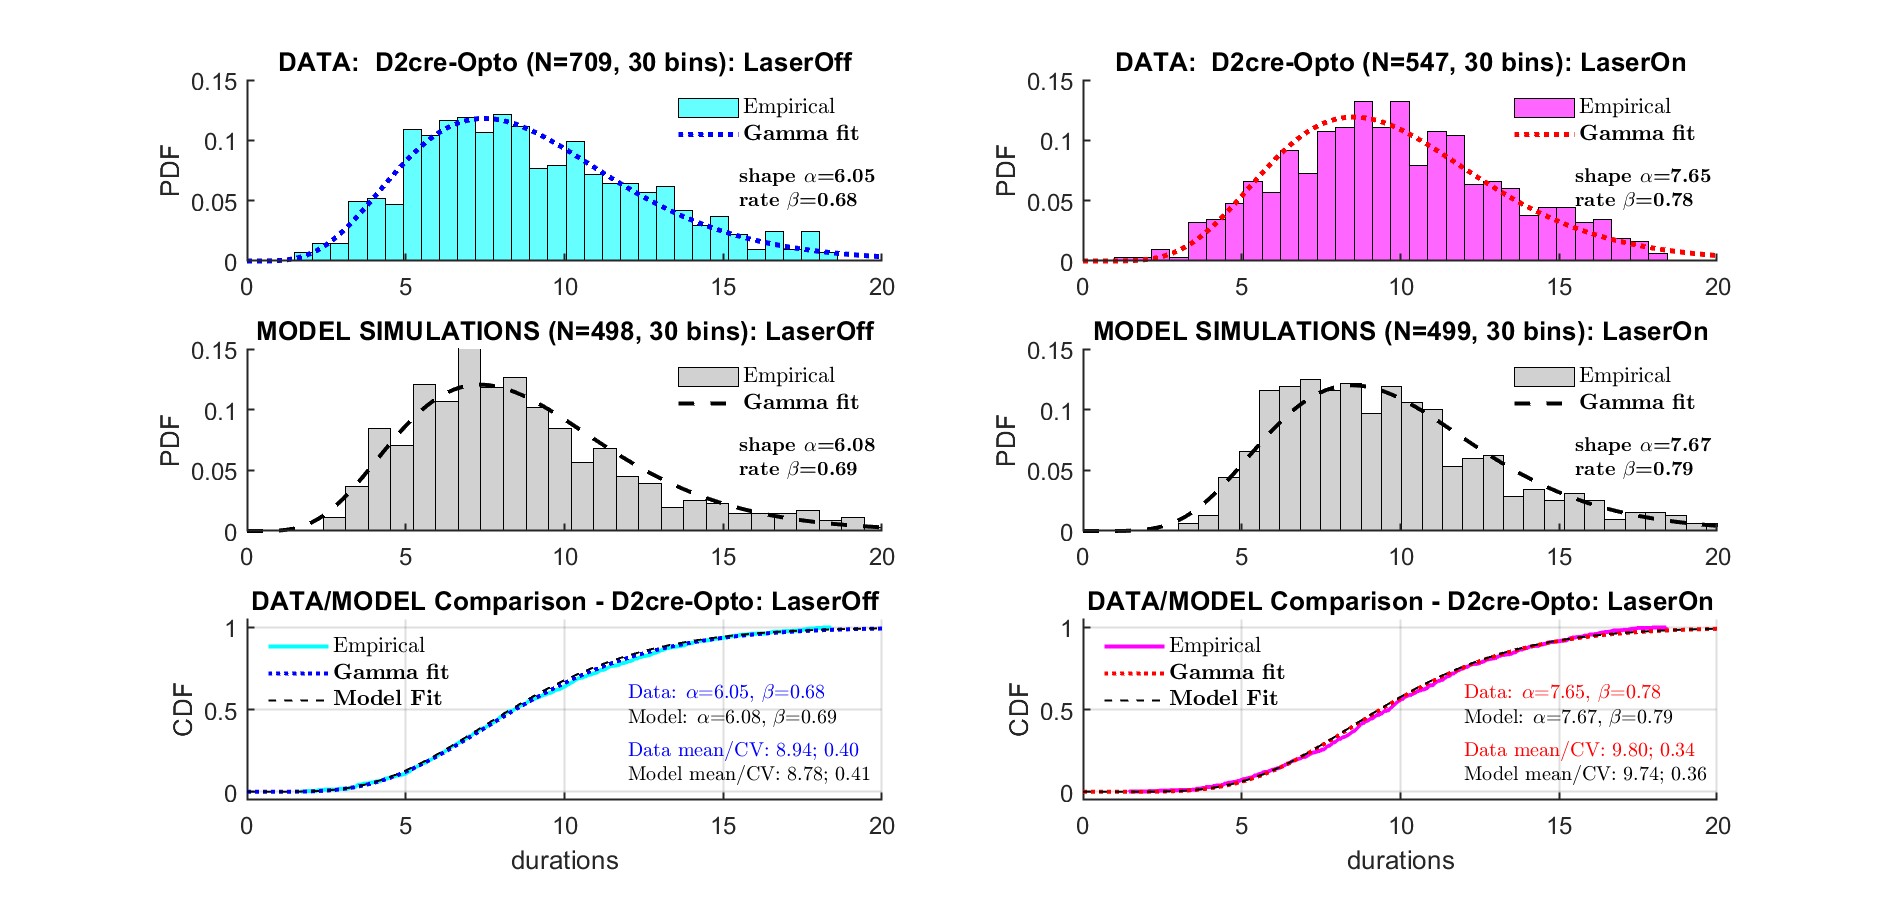 DATA:  D2cre-Opto (N=709, 30 bins): LaserOff
0.15
0.1
0.05
0
PDF
Empirical
Gamma fit
shape α=6.05
rate β=0.68
0 5 10 15 20
DATA:  D2cre-Opto (N=547, 30 bins): LaserOn
0.15
0.1
0.05
0
PDF
Empirical
Gamma fit
shape α=7.65
rate β=0.78
0 5 10 15 20
MODEL SIMULATIONS (N=498, 30 bins): LaserOff
0.15
0.1
0.05
0
PDF
Empirical
Gamma fit
shape α=6.08
rate β=0.69
0 5 10 15 20
MODEL SIMULATIONS (N=499, 30 bins): LaserOn
0.15
0.1
0.05
0
PDF
Empirical
Gamma fit
shape α=7.67
rate β=0.79
0 5 10 15 20
DATA/MODEL Comparison - D2cre-Opto: LaserOff
1
0.5
0
CDF
Empirical
Gamma fit
Model Fit
Data: α=6.05, β=0.68
Model: α=6.08, β=0.69
Data mean/CV: 8.94; 0.40
Model mean/CV: 8.78; 0.41
0 5 10 15 20
durations
DATA/MODEL Comparison - D2cre-Opto: LaserOn
1
0.5
0
CDF
Empirical
Gamma fit
Model Fit
Data: α=7.65, β=0.78
Model: α=7.67, β=0.79
Data mean/CV: 9.80; 0.34
Model mean/CV: 9.74; 0.36
0 5 10 15 20
durations